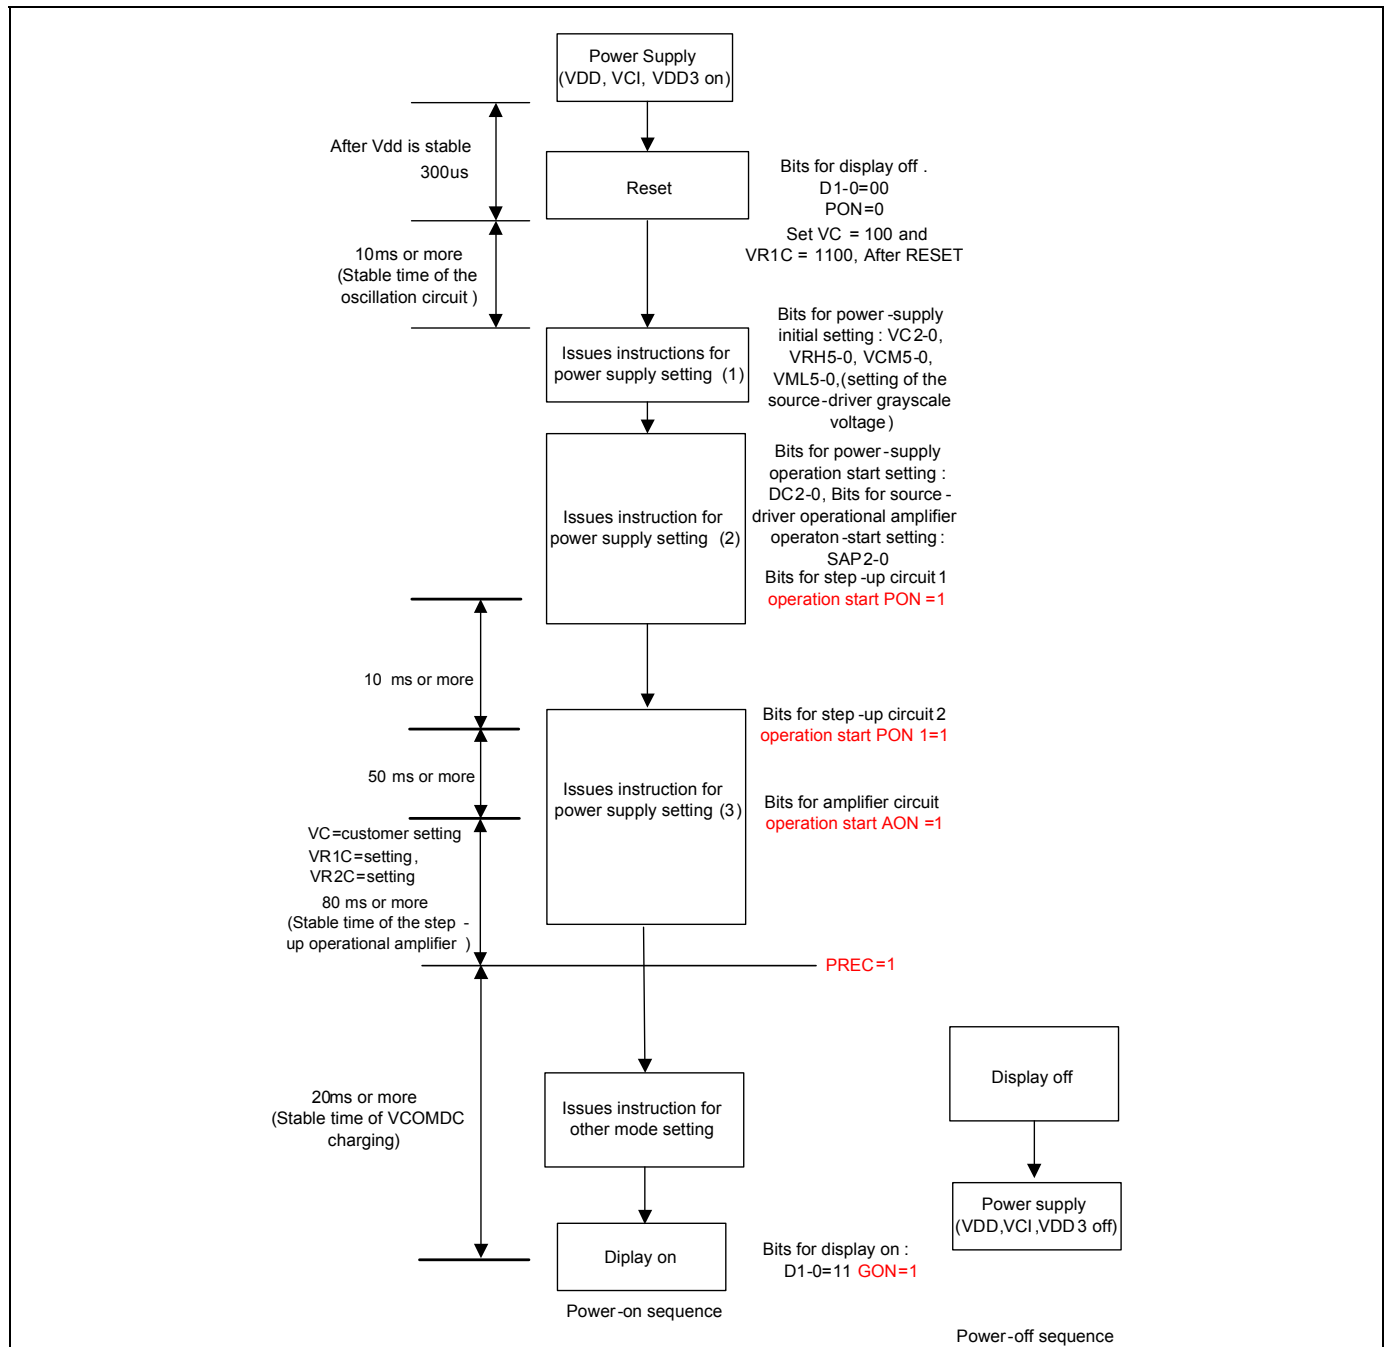 Power Supply
(VDD, VCI, VDD3 on)
After Vdd is stable
300us
Reset
Bits for display off .
D1-0=00
PON=0
Set VC = 100 and
VR1C = 1100, After RESET
10ms or more
(Stable time of the
oscillation circuit )
Issues instructions for
power supply setting (1)
Bits for power-supply
initial setting : VC2-0,
VRH5-0, VCM5-0,
VML5-0,(setting of the
source-driver grayscale
voltage)
Issues instruction for
power supply setting (2)
Bits for power-supply
operation start setting :
DC2-0, Bits for source -
driver operational amplifier
operaton-start setting :
SAP2-0
Bits for step -up circuit 1
operation start PON =1
10 ms or more
50 ms or more
Issues instruction for
power supply setting (3)
Bits for step -up circuit 2
operation start PON 1=1
Bits for amplifier circuit
operation start AON =1
VC=customer setting
VR1C=setting,
VR2C=setting
80 ms or more
(Stable time of the step -
up operational amplifier )
PREC=1
20ms or more
(Stable time of VCOMDC
charging)
Issues instruction for
other mode setting
Diplay on
Bits for display on :
D1-0=11 GON=1
Power-on sequence
Display off
Power supply
(VDD,VCI,VDD3 off)
Power-off sequence